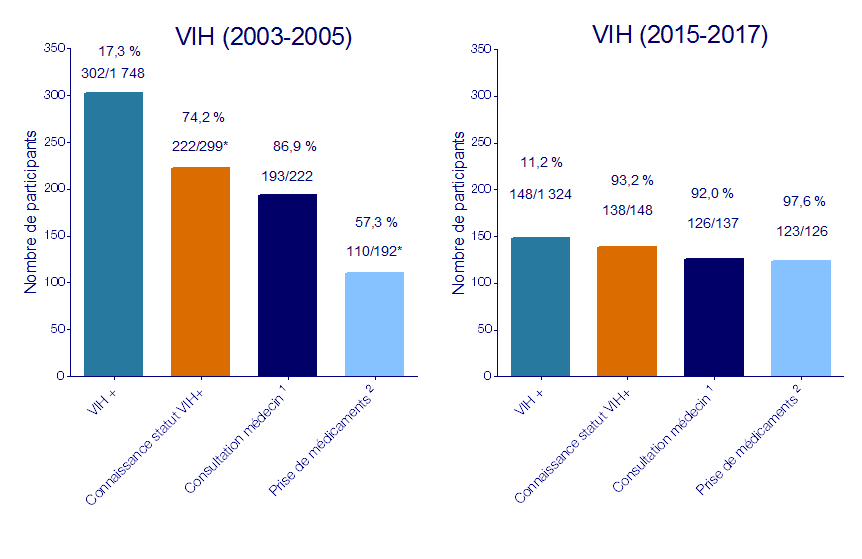 VIH (2003-2005)
Nombre de participants
350
300
250
200
150
100
50
0
17,3 %
302/1 748
74,2 %
222/299*
86,9 %
193/222
57,3 %
110/192*
VIH +
Connaissance statut VIH+
Consultation médecin 1
Prise de médicaments 2
VIH (2015-2017)
Nombre de participants
350
300
250
200
150
100
50
0
11,2 %
148/1 324
93,2 %
138/148
92,0 %
126/137
97,6 %
123/126
VIH +
Connaissance statut VIH+
Consultation médecin 1
Prise de médicaments 2